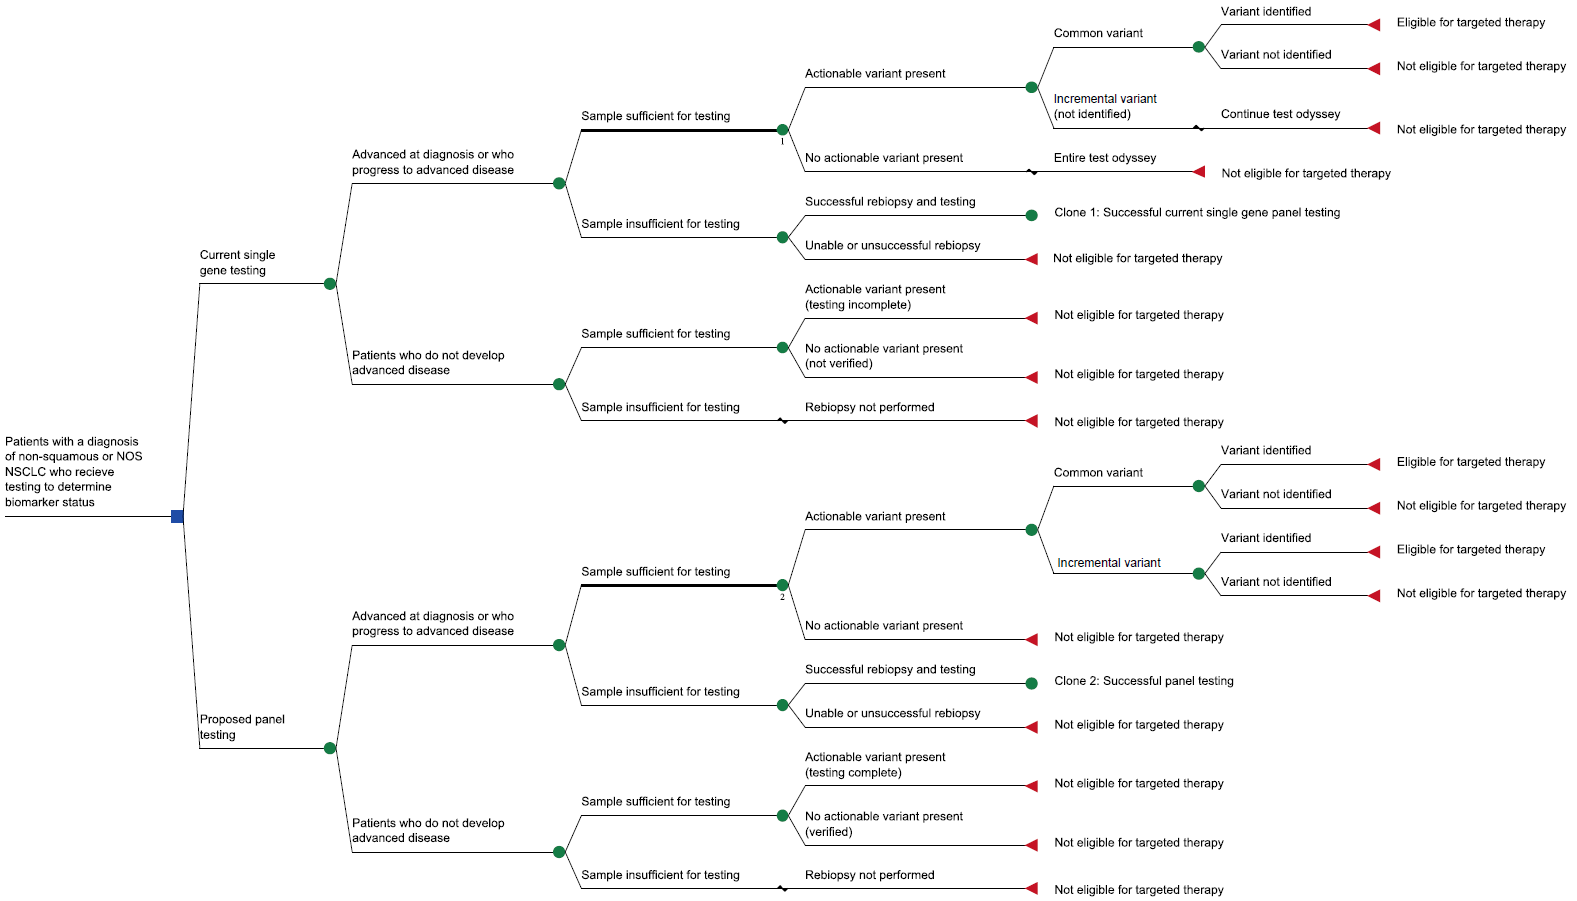 Patients with a diagnosis
of non-squamous or NOS
NSCLC who recieve
testing to determine
biomarker status
Current single
gene testing
Advanced at diagnosis or who
progress to advanced disease
Sample sufficient for testing
1
Actionable variant present
Common variant
Variant identified
Eligible for targeted therapy
Variant not identified
Not eligible for targeted therapy
Incremental variant
(not identified)
Continue test odyssey
Not eligible for targeted therapy
No actionable variant present
Entire test odyssey
Not eligible for targeted therapy
Sample insufficient for testing
Successful rebiopsy and testing
Clone 1: Successful current single gene panel testing
Unable or unsuccessful rebiopsy
Not eligible for targeted therapy
Patients who do not develop
advanced disease
Sample sufficient for testing
Actionable variant present
(testing incomplete)
Not eligible for targeted therapy
No actionable variant present
(not verified)
Not eligible for targeted therapy
Sample insufficient for testing
Rebiopsy not performed
Not eligible for targeted therapy
Proposed panel
testing
Advanced at diagnosis or who
progress to advanced disease
Sample sufficient for testing
2
Actionable variant present
Common variant
Variant identified
Eligible for targeted therapy
Variant not identified
Not eligible for targeted therapy
Incremental variant
Variant identified
Eligible for targeted therapy
Variant not identified
Not eligible for targeted therapy
No actionable variant present
Not eligible for targeted therapy
Sample insufficient for testing
Successful rebiopsy and testing
Clone 2: Successful panel testing
Unable or unsuccessful rebiopsy
Not eligible for targeted therapy
Patients who do not develop
advanced disease
Sample sufficient for testing
Actionable variant present
(testing complete)
Not eligible for targeted therapy
No actionable variant present
(verified)
Not eligible for targeted therapy
Sample insufficient for testing
Rebiopsy not performed
Not eligible for targeted therapy